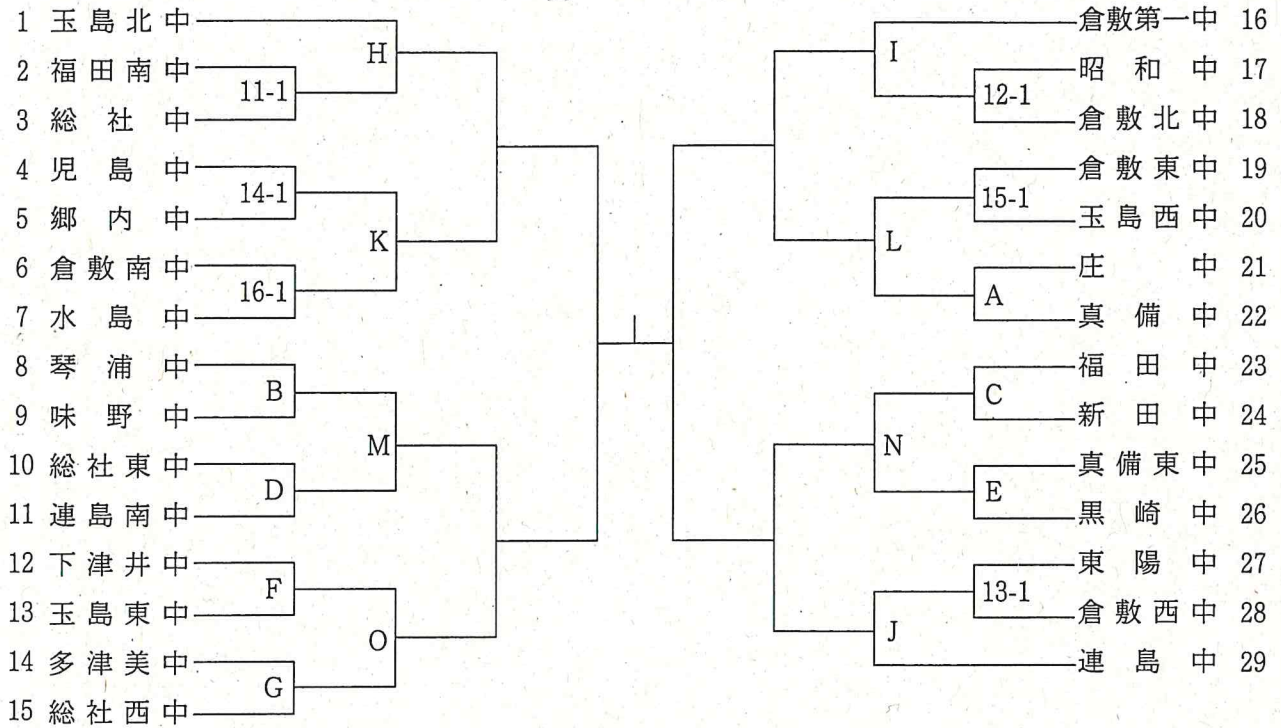 1 玉島北中
H
2 福田南中
11-1
3 総社中
4 児島中
14-1
5 郷内中
K
6 倉敷南中
16-1
7 水島中
8 琴浦中
B
9 味野中
M
10 総社東中
D
11 連島南中
12 下津井中
F
13 玉島東中
O
14 多津美中
G
15 総社西中
倉敷第一中 16
I
昭和中 17
12-1
倉敷北中 18
倉敷東中 19
15-1
玉島西中 20
L
庄中 21
A
真備中 22
福田中 23
C
新田中 24
N
真備東中 25
E
黒崎中 26
東陽中 27
13-1
倉敷西中 28
J
連島中 29